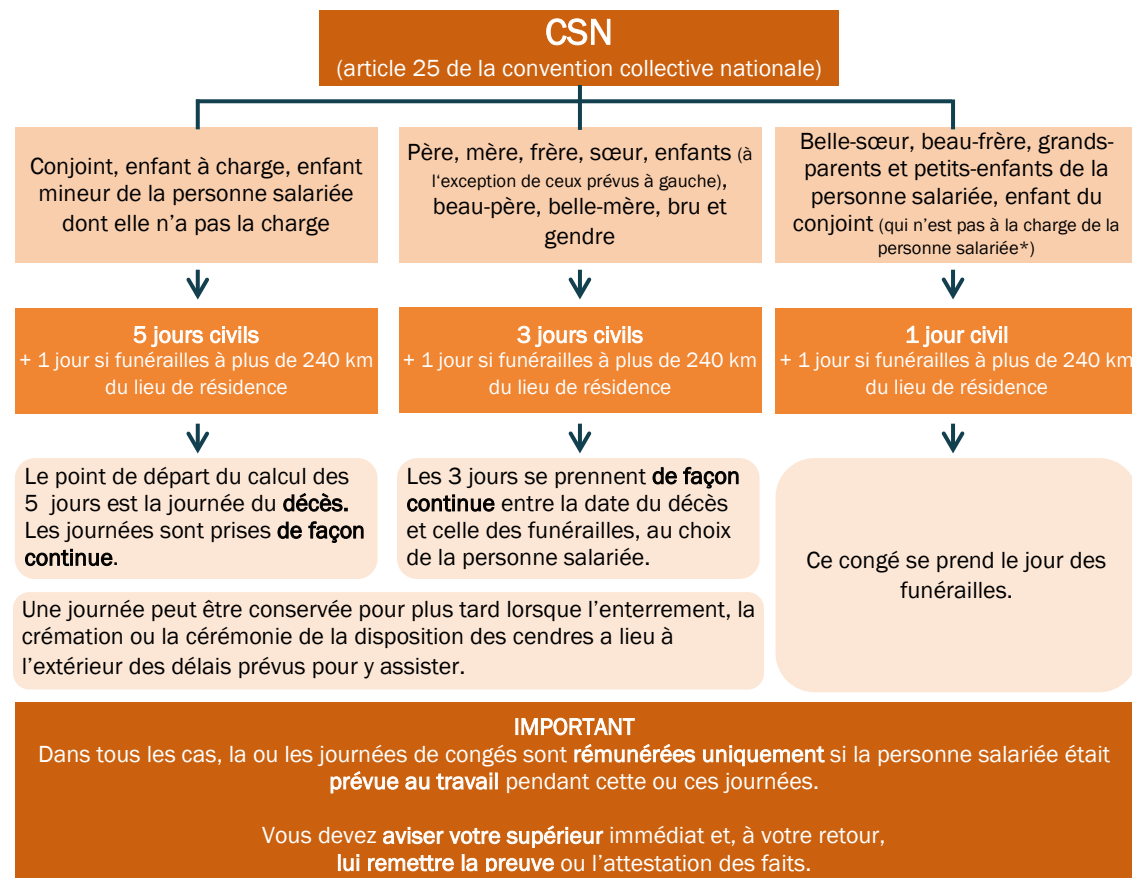 CSN
(article 25 de la convention collective nationale)
Conjoint, enfant à charge, enfant
mineur de la personne salariée
dont elle n'a pas la charge
Père, mère, frère, sœur, enfants (à
l'exception de ceux prévus à gauche),
beau-père, belle-mère, bru et
gendre
Belle-sœur, beau-frère, grands-
parents et petits-enfants de la
personne salariée, enfant du
conjoint (qui n'est pas à la charge de la
personne salariée*)
5 jours civils
+ 1 jour si funérailles à plus de 240 km
du lieu de résidence
3 jours civils
+ 1 jour si funérailles à plus de 240 km
du lieu de résidence
1 jour civil
+ 1 jour si funérailles à plus de 240 km
du lieu de résidence
Le point de départ du calcul des
5 jours est la journée du décès.
Les journées sont prises de façon
continue.
Les 3 jours se prennent de façon
continue entre la date du décès
et celle des funérailles, au choix
de la personne salariée.
Ce congé se prend le jour des
funérailles.
Une journée peut être conservée pour plus tard lorsque l'enterrement, la
crémation ou la cérémonie de la disposition des cendres a lieu à
l'extérieur des délais prévus pour y assister.
IMPORTANT
Dans tous les cas, la ou les journées de congés sont rémunérées uniquement si la personne salariée était
prévue au travail pendant cette ou ces journées.
Vous devez aviser votre supérieur immédiat et, à votre retour,
lui remettre la preuve ou l'attestation des faits.